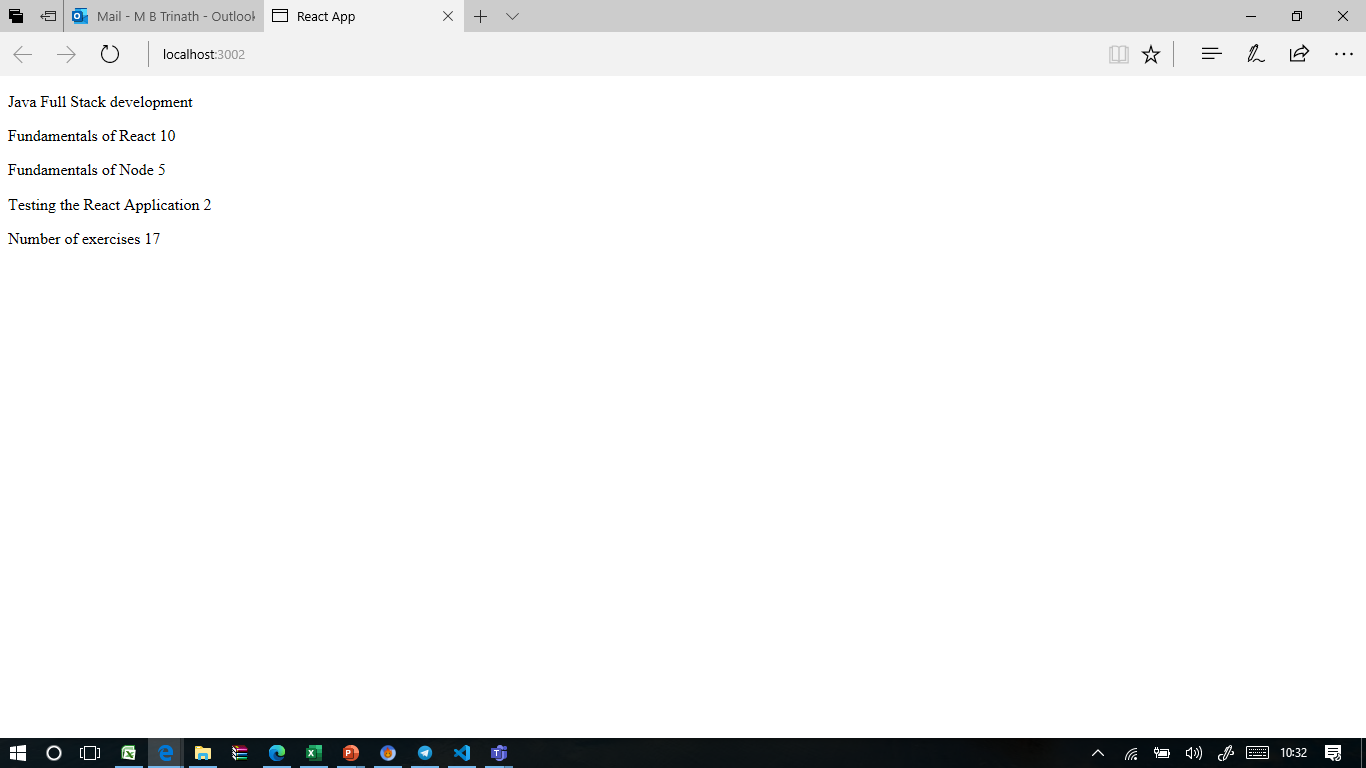 Mail - M B Trinath - Outlook
React App
localhost:3002
Java Full Stack development
Fundamentals of React 10
Fundamentals of Node 5
Testing the React Application 2
Number of exercises 17
10:32